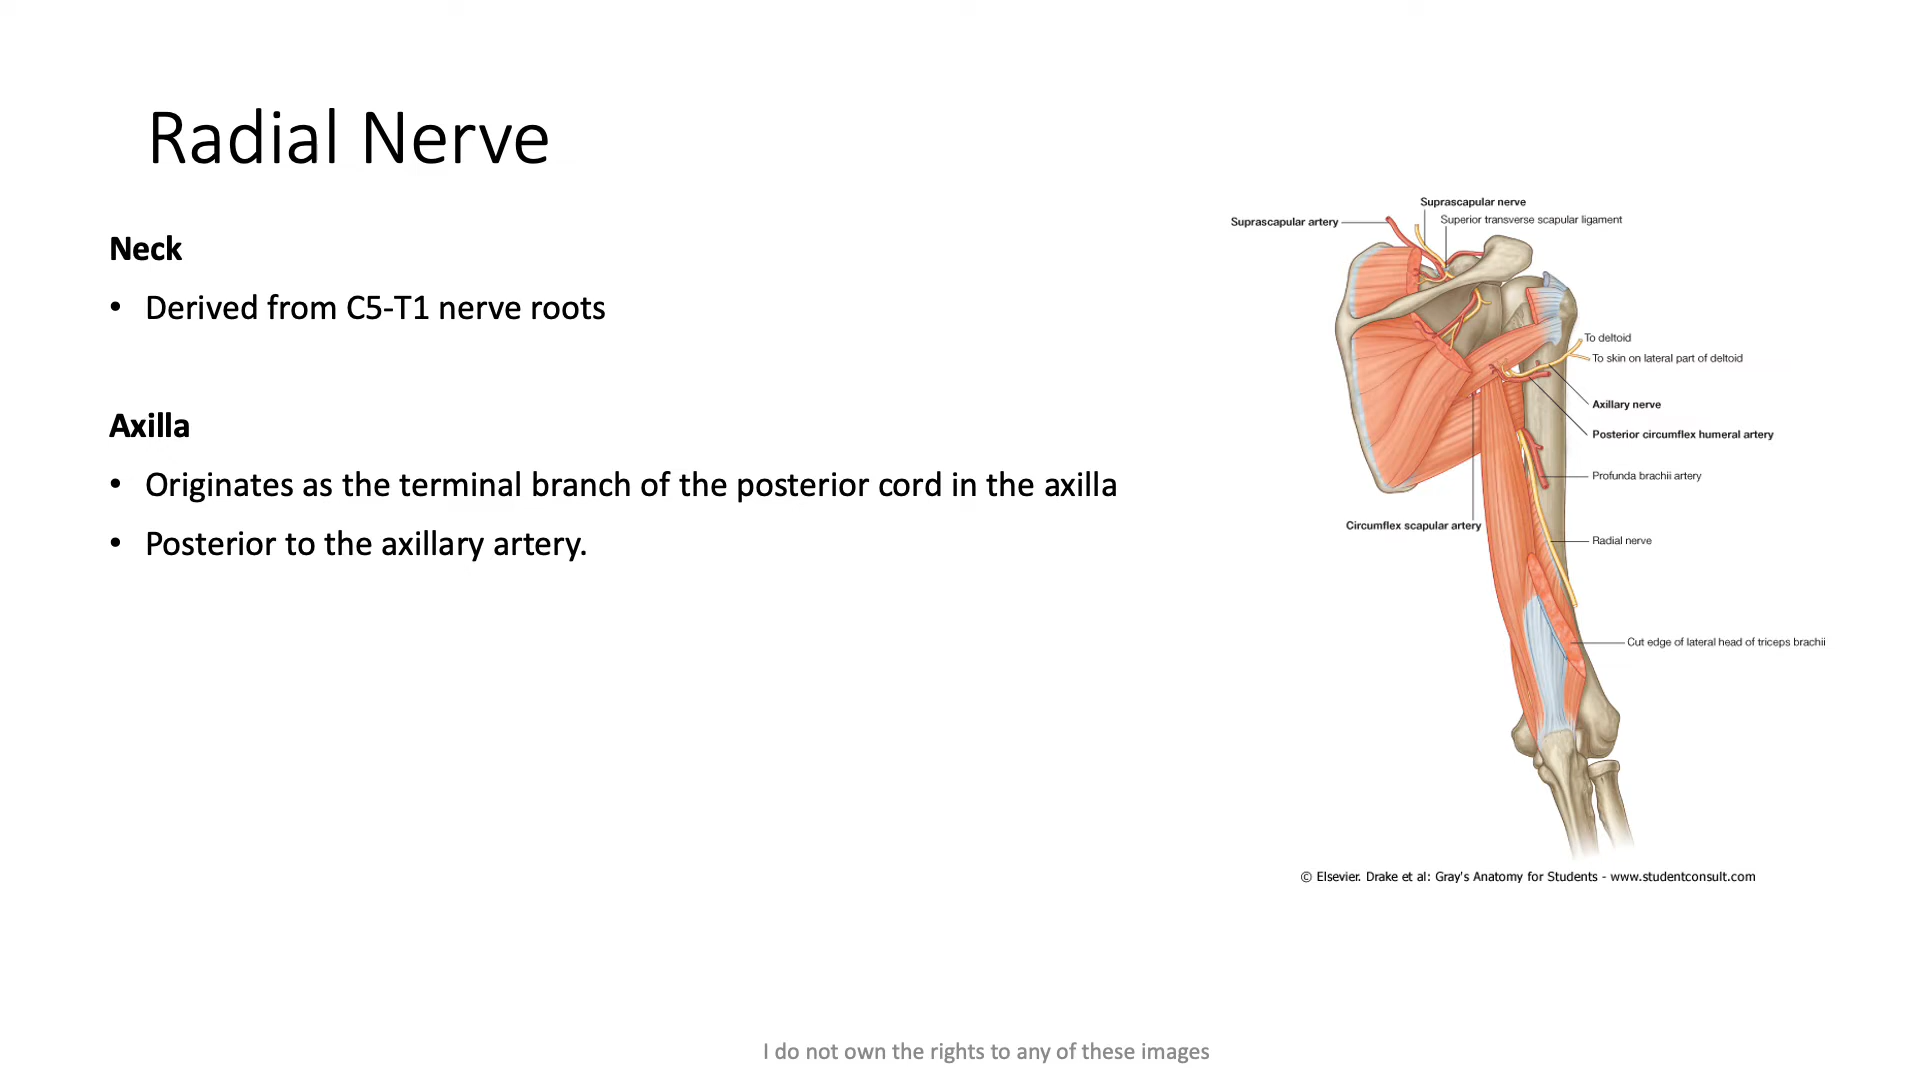 Radial Nerve
Neck
• Derived from C5-T1 nerve roots
Axilla
• Originates as the terminal branch of the posterior cord in the axilla
• Posterior to the axillary artery.
Suprascapular nerve
Suprascapular artery
Superior transverse scapular ligament
To deltoid
To skin on lateral part of deltoid
Axillary nerve
Posterior circumflex humeral artery
Profunda brachii artery
Circumflex scapular artery
Radial nerve
Cut edge of lateral head of triceps brachii
© Elsevier. Drake et al: Gray's Anatomy for Students - www.studentconsult.com
I do not own the rights to any of these images